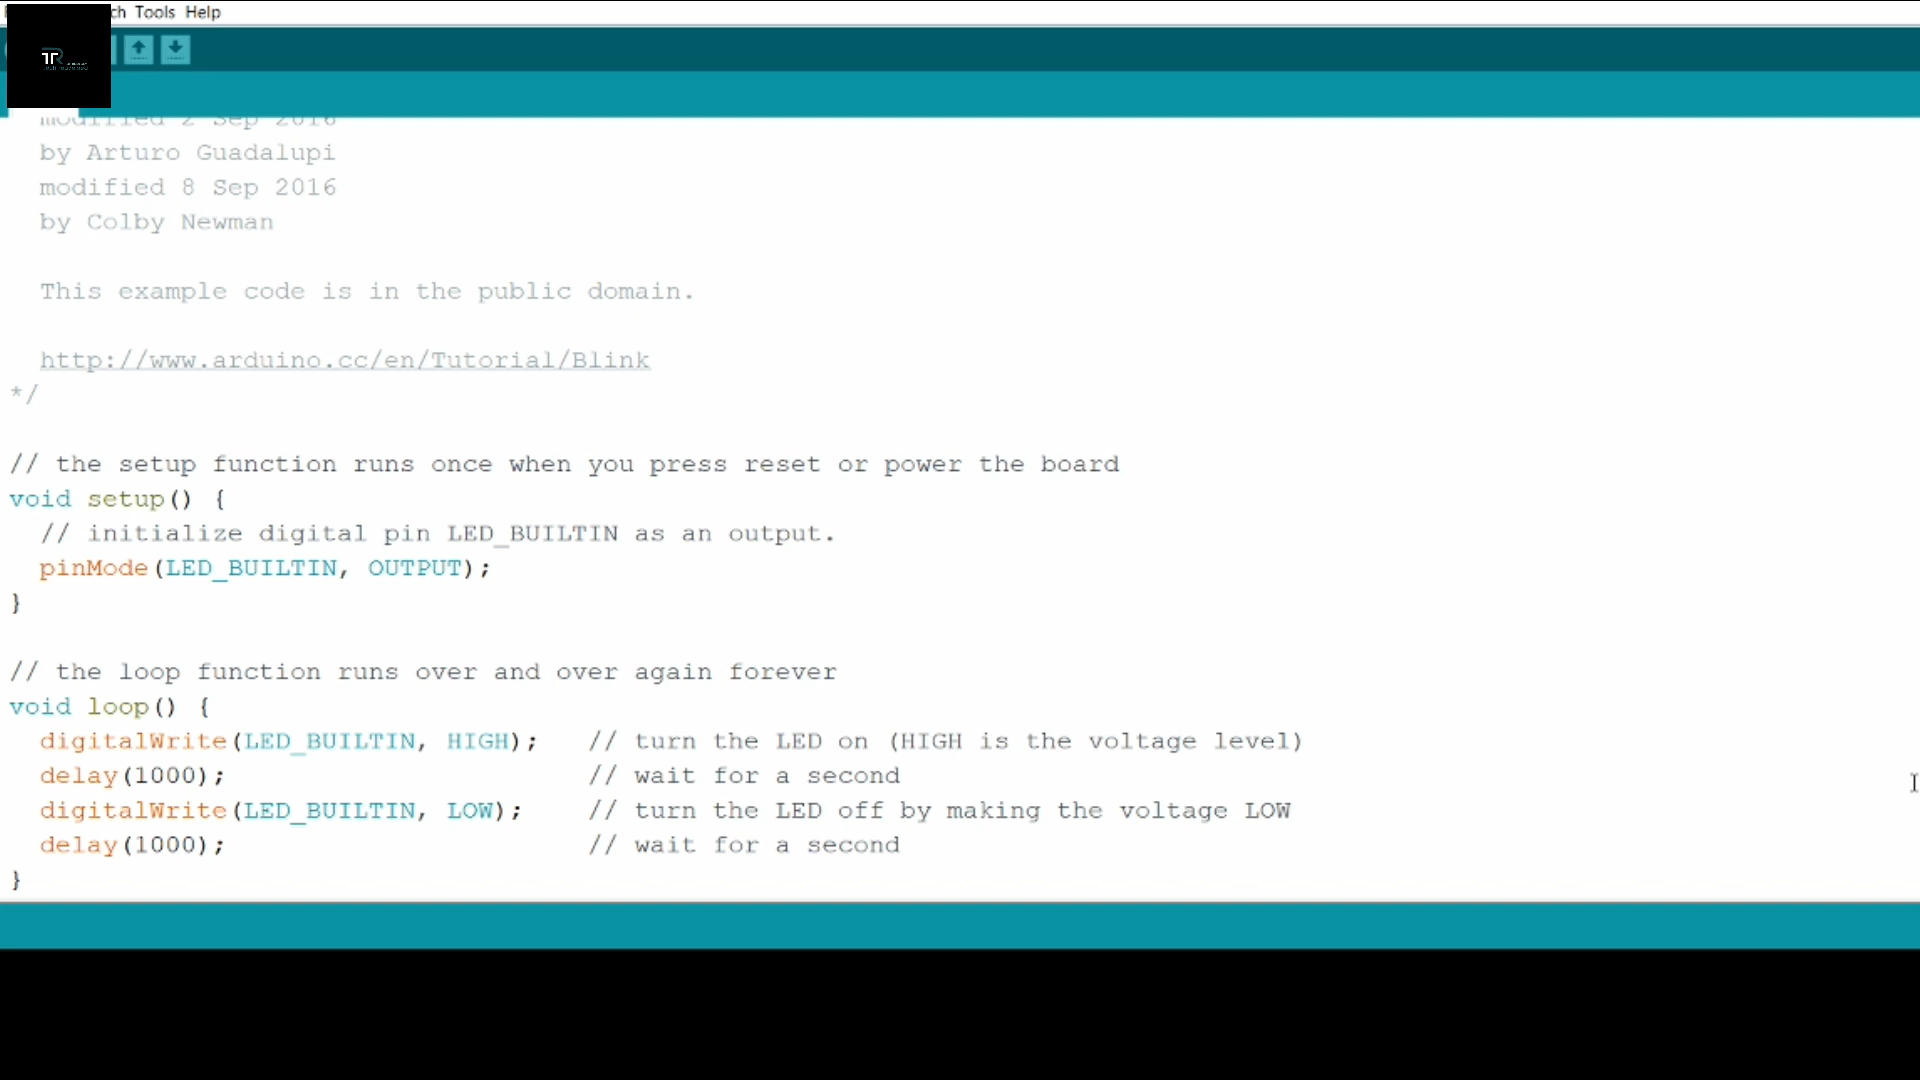 ch Tools Help
TR
modified 2 Sep 2016
by Arturo Guadalupi
modified 8 Sep 2016
by Colby Newman
This example code is in the public domain.
http://www.arduino.cc/en/Tutorial/Blink
*/
// the setup function runs once when you press reset or power the board
void setup() {
// initialize digital pin LED_BUILTIN as an output.
pinMode(LED_BUILTIN, OUTPUT);
}
// the loop function runs over and over again forever
void loop() {
digitalWrite(LED_BUILTIN, HIGH); // turn the LED on (HIGH is the voltage level)
delay(1000); // wait for a second
digitalWrite(LED_BUILTIN, LOW); // turn the LED off by making the voltage LOW
delay(1000); // wait for a second
}